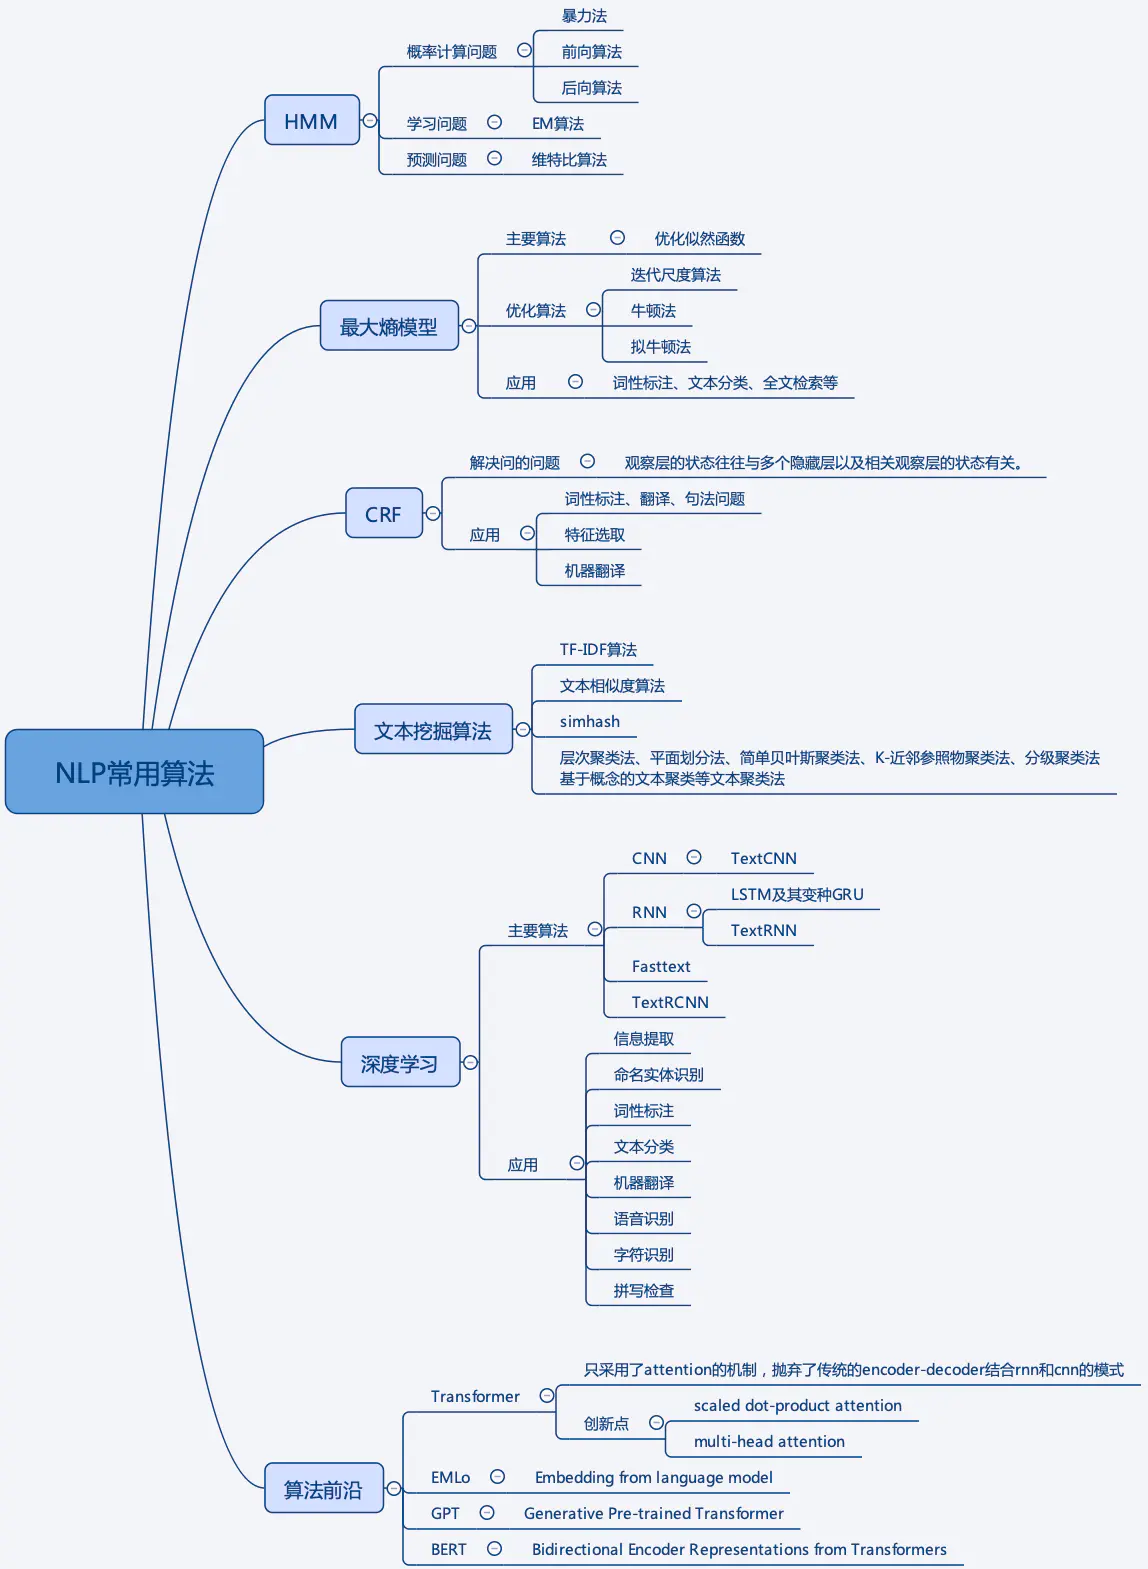 NLP常用算法
HMM
概率计算问题
暴力法
前向算法
后向算法
学习问题
EM算法
预测问题
维特比算法
最大熵模型
主要算法
优化似然函数
优化算法
迭代尺度算法
牛顿法
拟牛顿法
应用
词性标注、文本分类、全文检索等
CRF
解决问的问题
观察层的状态往往与多个隐藏层以及相关观察层的状态有关。
应用
词性标注、翻译、句法问题
特征选取
机器翻译
文本挖掘算法
TF-IDF算法
文本相似度算法
simhash
层次聚类法、平面划分法、简单贝叶斯聚类法、K-近邻参照物聚类法、分级聚类法
基于概念的文本聚类等文本聚类法
深度学习
主要算法
CNN
TextCNN
RNN
LSTM及其变种GRU
TextRNN
Fasttext
TextRCNN
应用
信息提取
命名实体识别
词性标注
文本分类
机器翻译
语音识别
字符识别
拼写检查
算法前沿
Transformer
只采用了attention的机制，抛弃了传统的encoder-decoder结合rnn和cnn的模式
创新点
scaled dot-product attention
multi-head attention
EMLo
Embedding from language model
GPT
Generative Pre-trained Transformer
BERT
Bidirectional Encoder Representations from Transformers